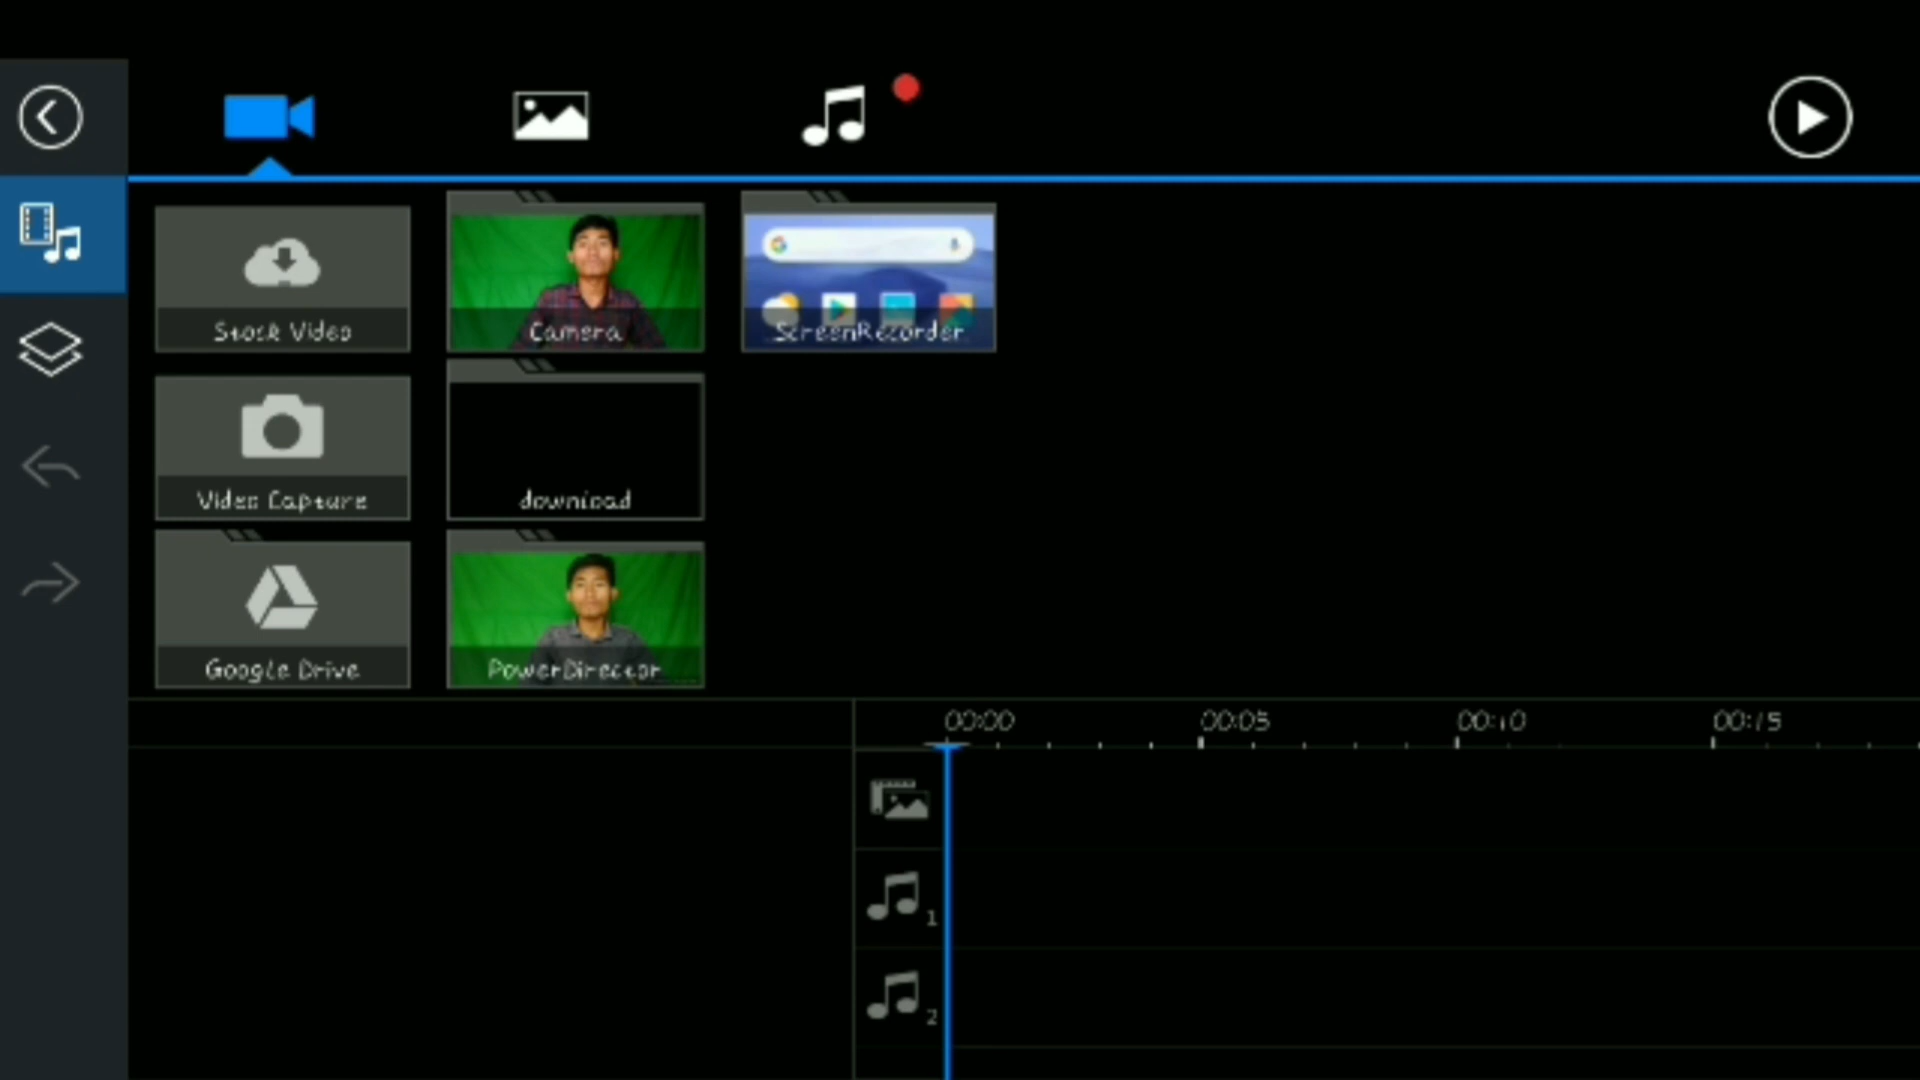 Stock Video
Camera
ScreenRecorder
Video Capture
download
Google Drive
PowerDirector
00:00
00:05
00:10
00:15
1
2